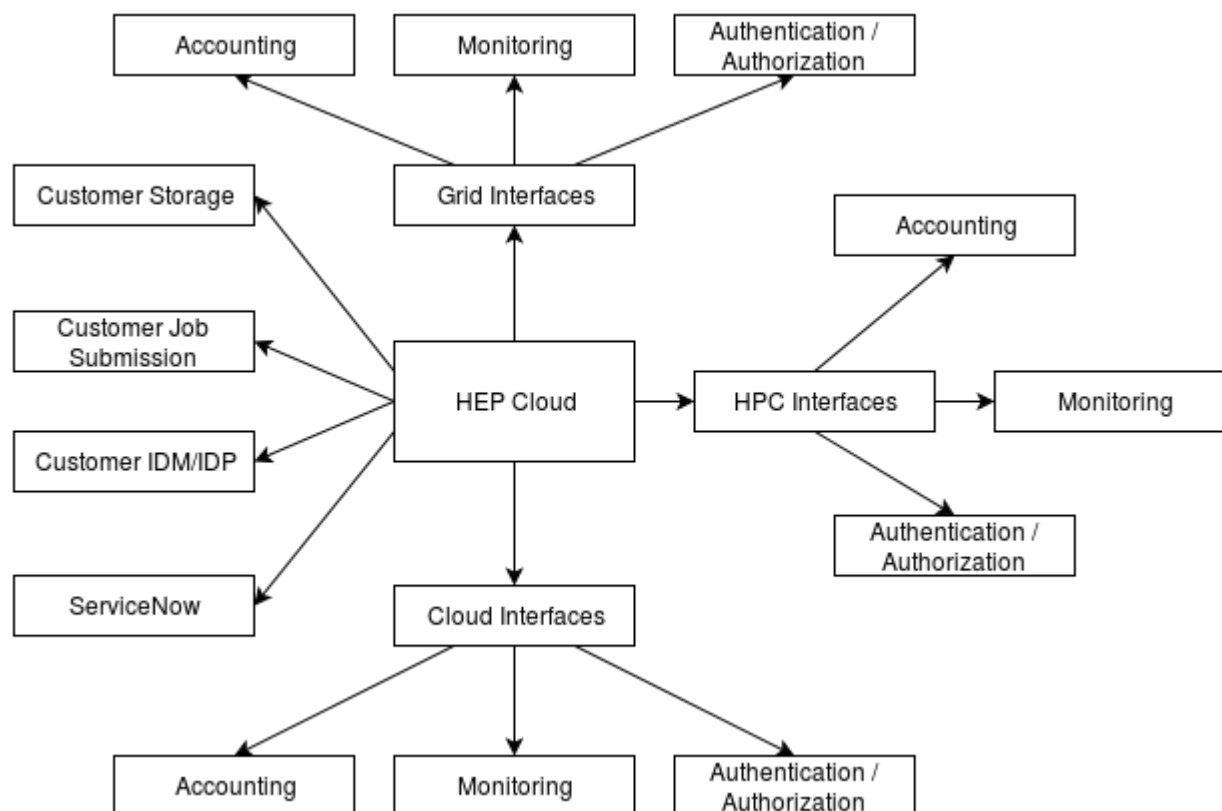 Accounting
Monitoring
Authentication /
Authorization
Customer Storage
Grid Interfaces
Accounting
Customer Job
Submission
HEP Cloud
HPC Interfaces
Monitoring
Customer IDM/IDP
Authentication /
Authorization
ServiceNow
Cloud Interfaces
Accounting
Monitoring
Authentication /
Authorization